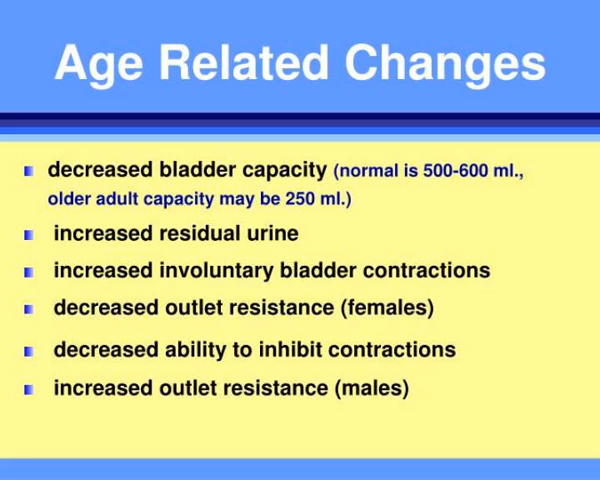 Age Related Changes
decreased bladder capacity (normal is 500-600 ml.,
older adult capacity may be 250 ml.)
increased residual urine
increased involuntary bladder contractions
decreased outlet resistance (females)
decreased ability to inhibit contractions
increased outlet resistance (males)